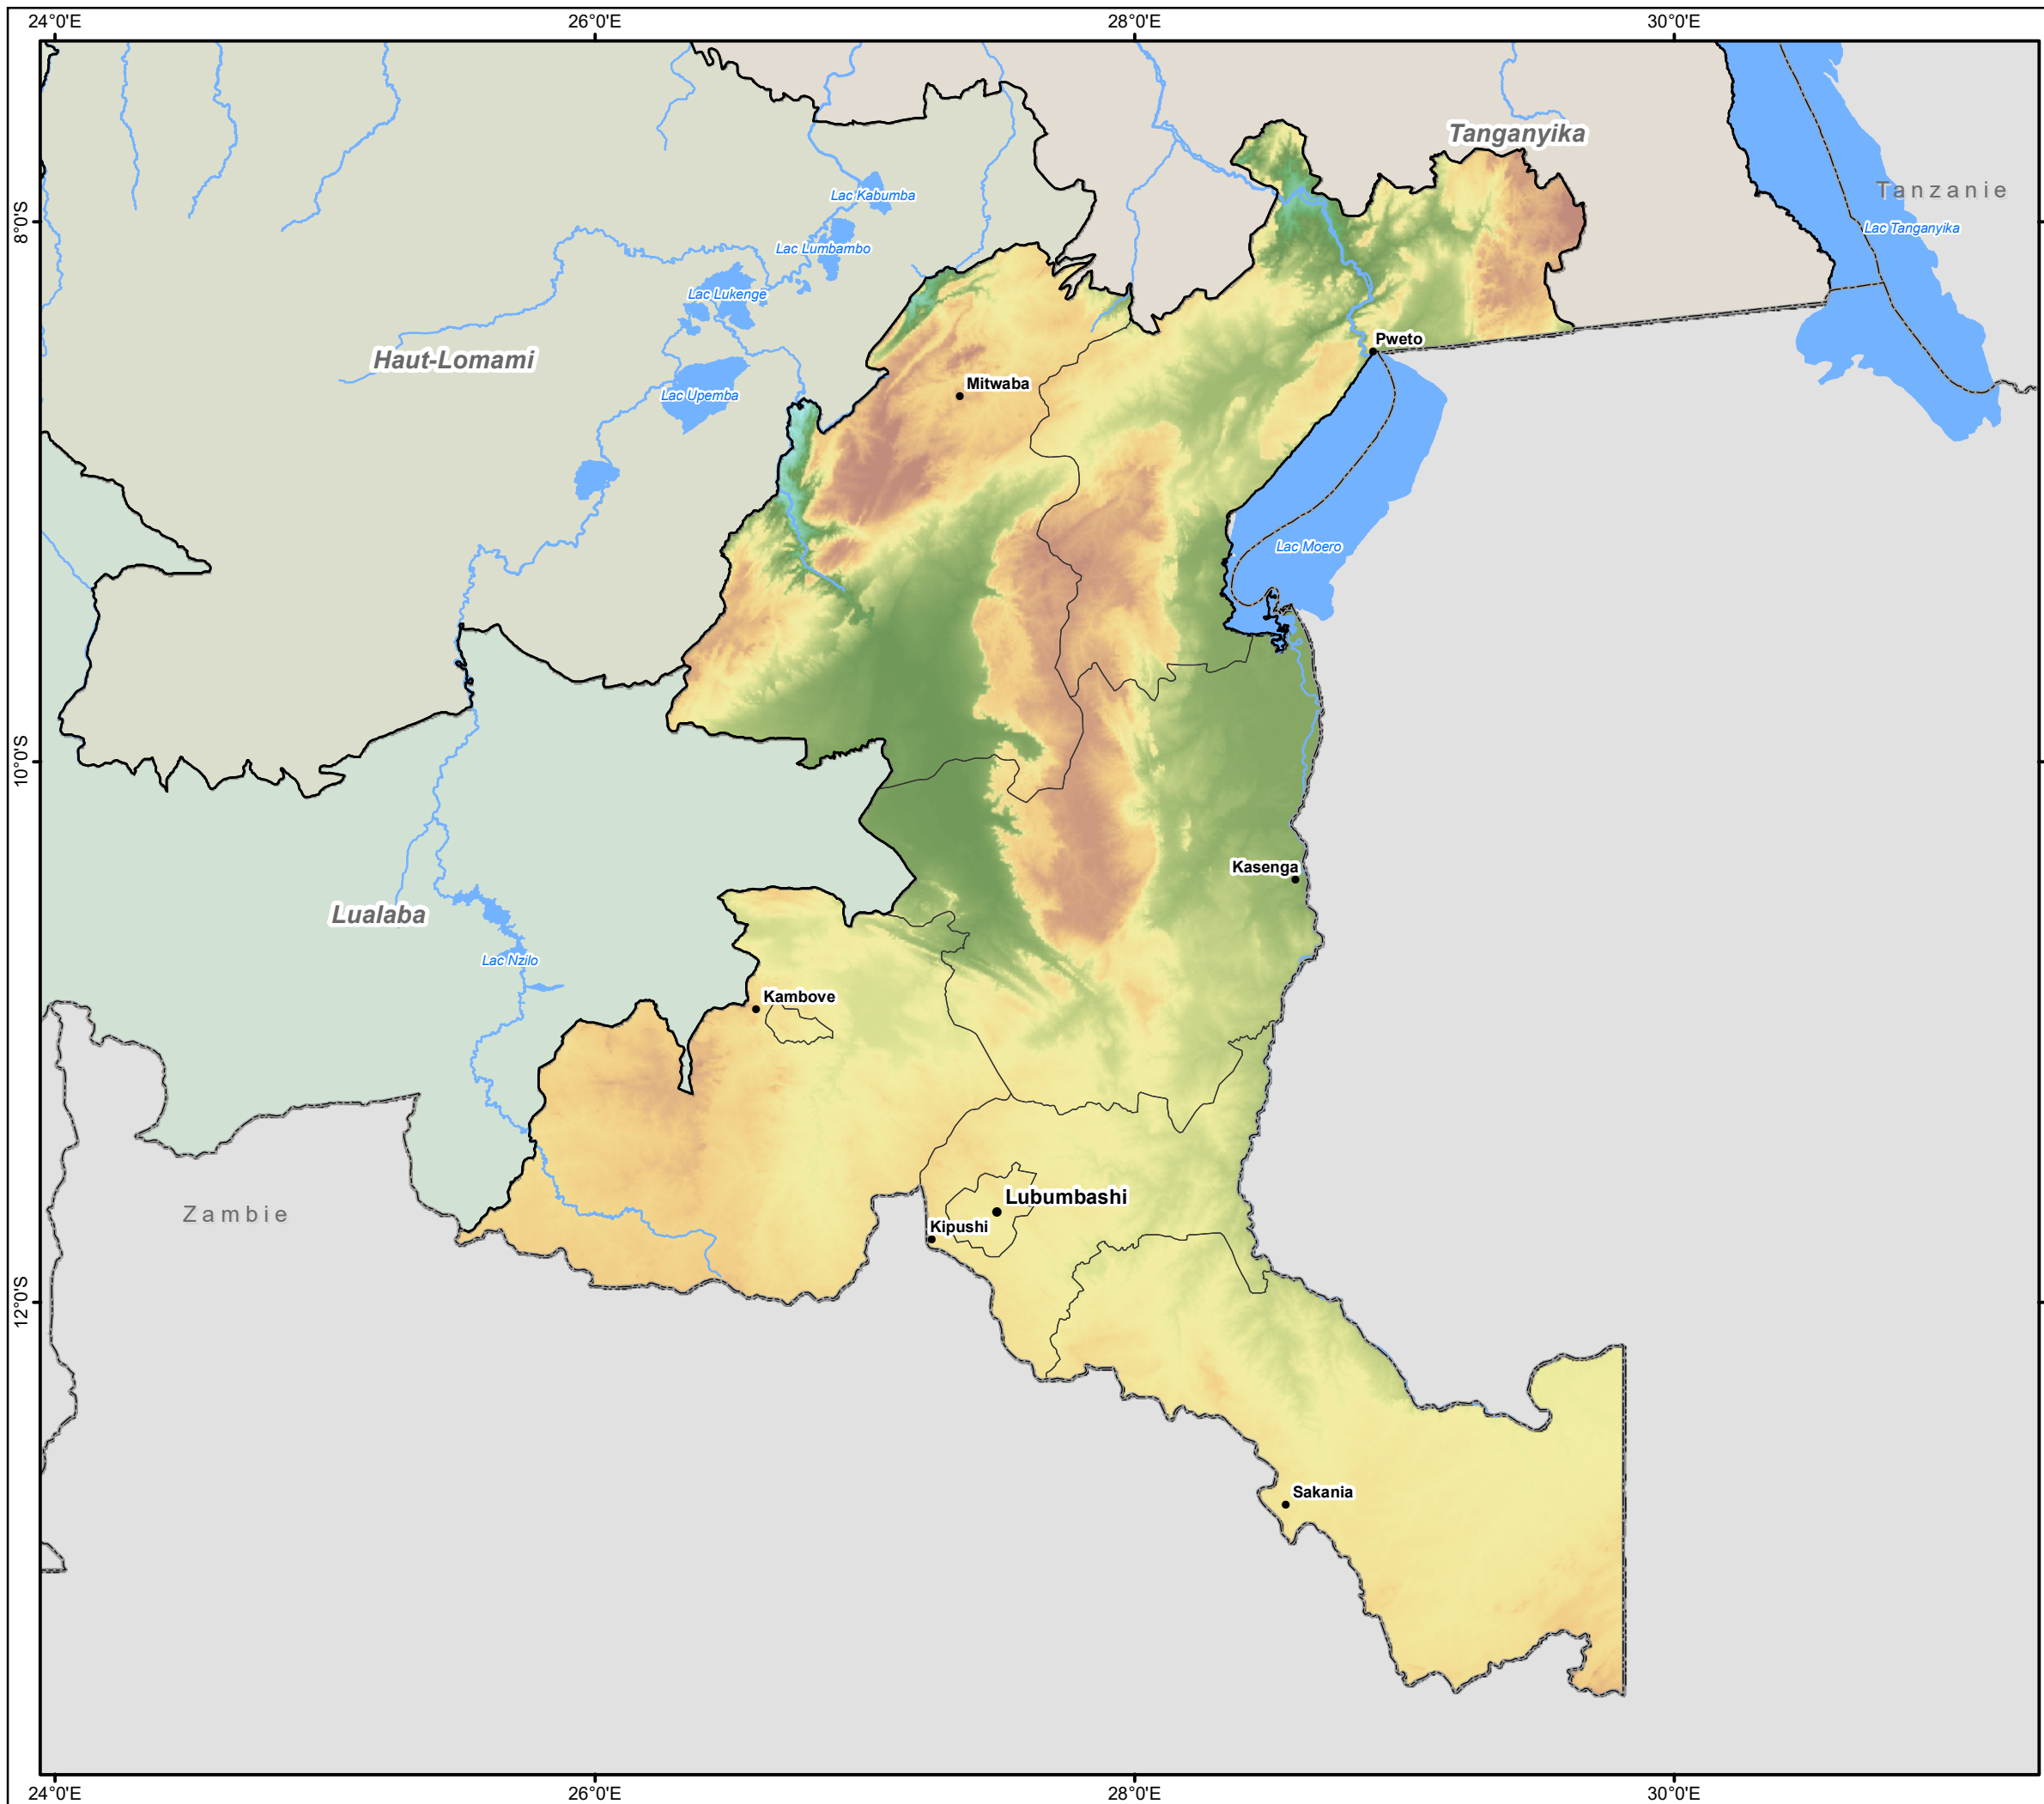 24°0'E
26°0'E
28°0'E
30°0'E
Tanganyika
Tanzanie
Lac Kabumba
8°0'S
Lac Tanganyika
Lac Lumbambo
Lac Lukenge
Pweto
Haut-Lomami
Mitwaba
Lac Upemba
Lac Moero
10°0'S
Kasenga
Lualaba
Lac Nzilo
Kambove
Lubumbashi
Zambie
Kipushi
12°0'S
Sakania
24°0'E
26°0'E
28°0'E
30°0'E